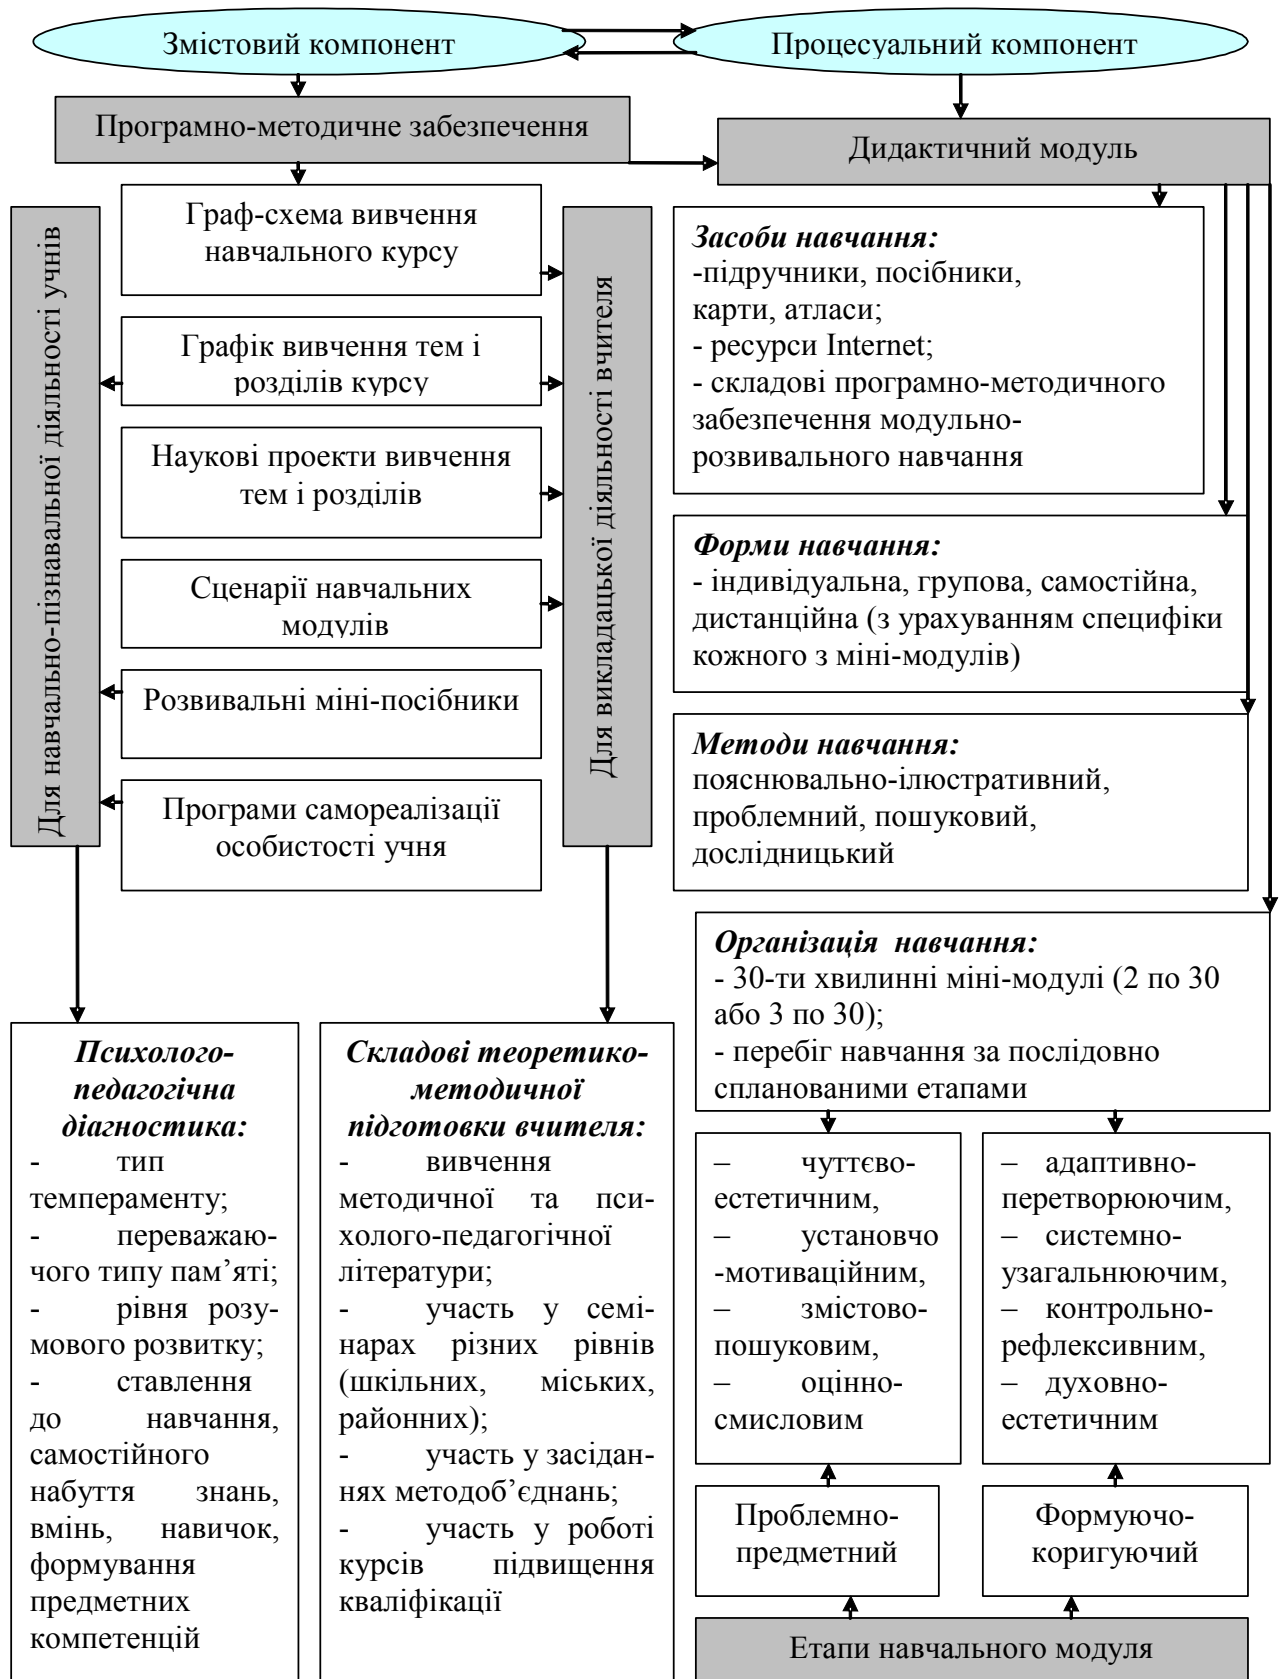 Змістовий компонент
Процесуальний компонент
Програмно-методичне забезпечення
Дидактичний модуль
Для навчально-пізнавальної діяльності учнів
Граф-схема вивчення
навчального курсу
Графік вивчення тем і
розділів курсу
Наукові проекти вивчення
тем і розділів
Сценарії навчальних
модулів
Розвивальні міні-посібники
Програми самореалізації
особистості учня
Для викладацької діяльності вчителя
Засоби навчання:
-підручники, посібники,
карти, атласи;
- ресурси Internet;
- складові програмно-методичного
забезпечення модульно-
розвивального навчання
Форми навчання:
- індивідуальна, групова, самостійна,
дистанційна (з урахуванням специфіки
кожного з міні-модулів)
Методи навчання:
пояснювально-ілюстративний,
проблемний, пошуковий,
дослідницький
Організація навчання:
- 30-ти хвилинні міні-модулі (2 по 30
або 3 по 30);
- перебіг навчання за послідовно
спланованими етапами
Психолого-
педагогічна
діагностика:
- тип
темпераменту;
- переважаю-
чого типу пам’яті;
- рівня розу-
мового розвитку;
- ставлення
до навчання,
самостійного
набуття знань,
вмінь, навичок,
формування
предметних
компетенцій
Складові теоретико-
методичної
підготовки вчителя:
- вивчення
методичної та пси-
холого-педагогічної
літератури;
- участь у семі-
нарах різних рівнів
(шкільних, міських,
районних);
- участь у засідан-
нях методоб’єднань;
- участь у роботі
курсів підвищення
кваліфікації
– чуттєво-
естетичним,
– установчо
-мотиваційним,
– змістово-
пошуковим,
– оцінно-
смисловим
– адаптивно-
перетворюючим,
– системно-
узагальнюючим,
– контрольно-
рефлексивним,
– духовно-
естетичним
Проблемно-
предметний
Формуючо-
коригуючий
Етапи навчального модуля